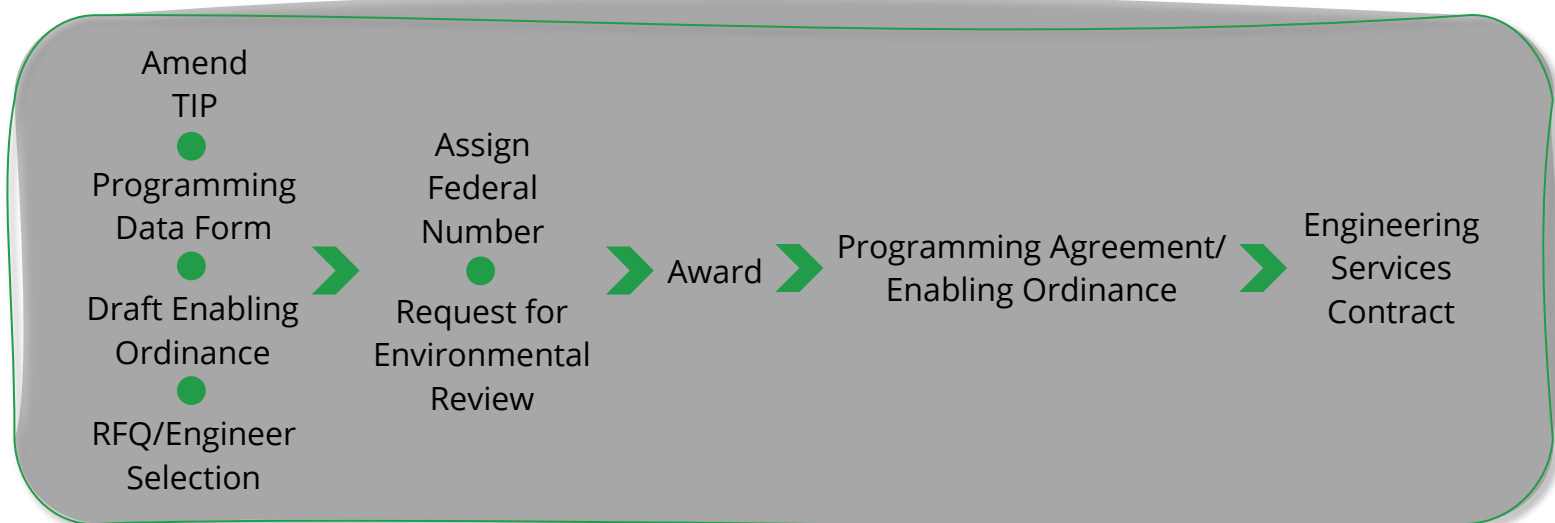 Amend
TIP
Programming
Data Form
Draft Enabling
Ordinance
RFQ/Engineer
Selection
Assign
Federal
Number
Request for
Environmental
Review
Award
Programming Agreement/
Enabling Ordinance
Engineering
Services
Contract